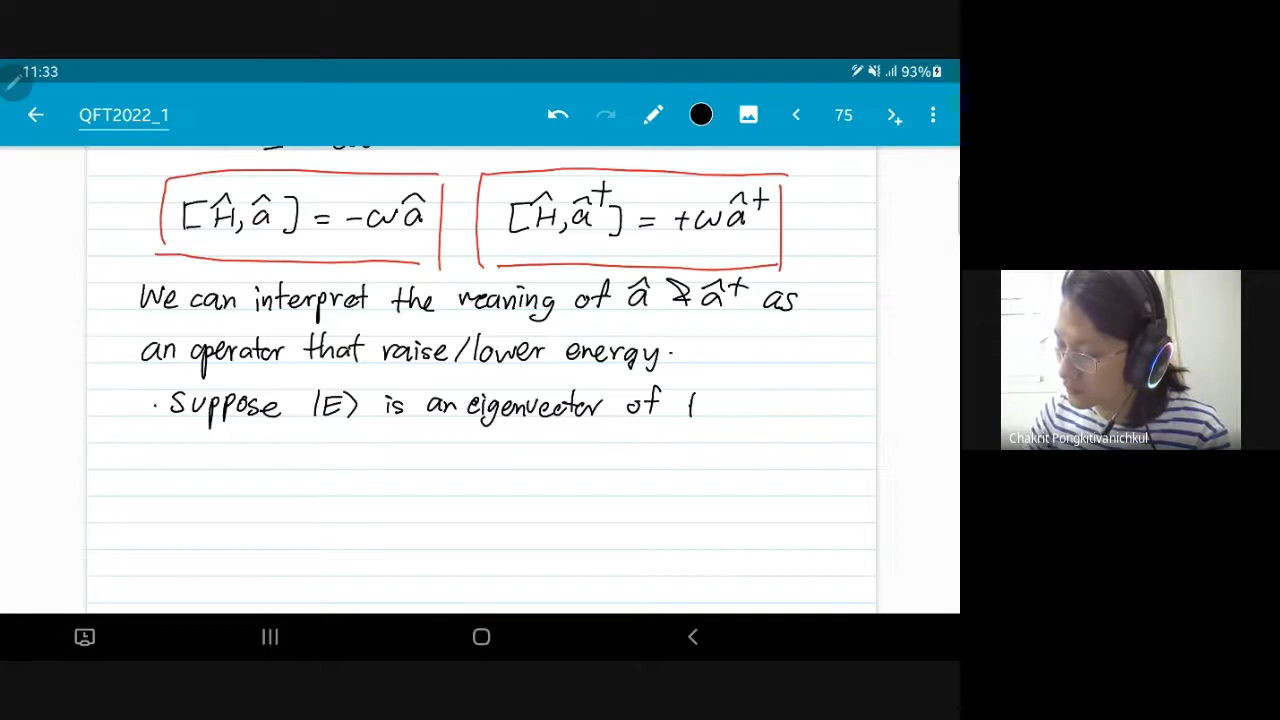 11:33
93%
QFT2022_1
75
[Ĥ, â] = -ωâ
[Ĥ, â†] = +ωâ†
We can interpret the meaning of â & ↠as
an operator that raise/lower energy.
· Suppose |E⟩ is an eigenvector of
Chakrit Pongkitivanichkul